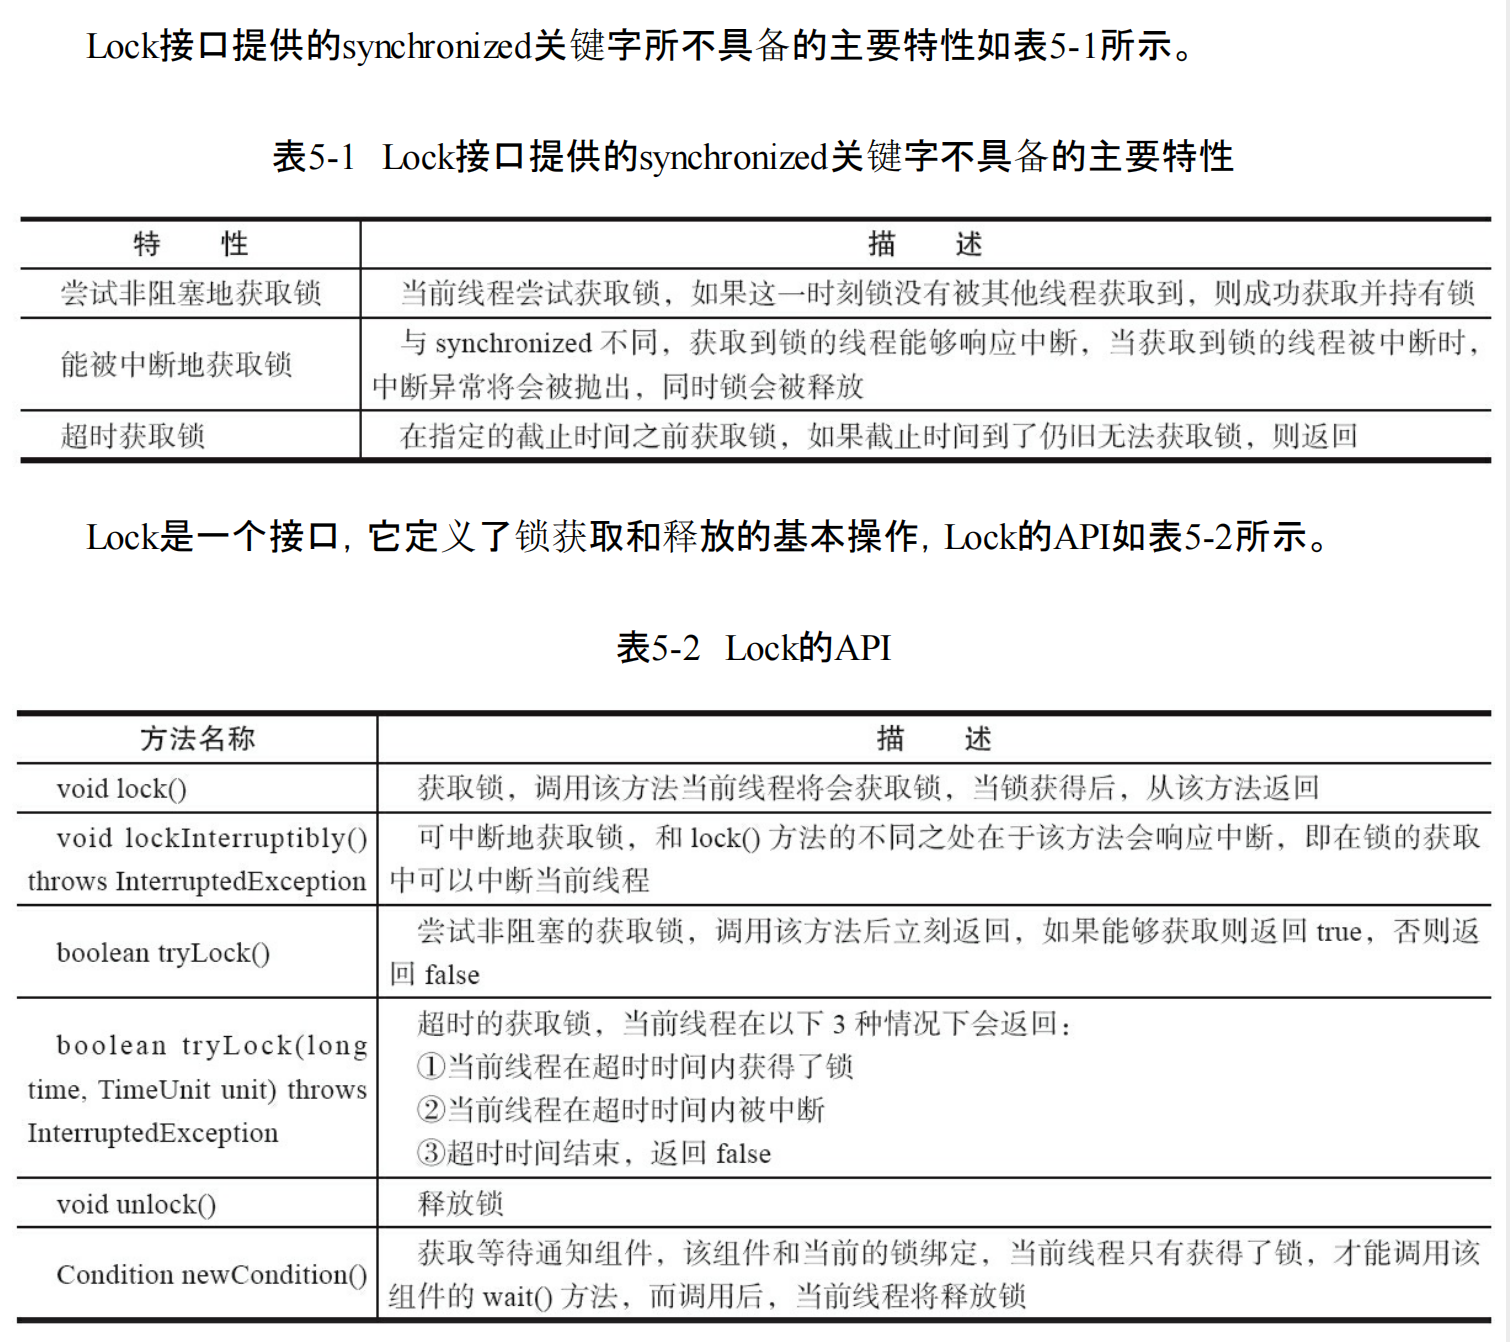 Lock接口提供的synchronized关键字所不具备的主要特性如表5-1所示。
表5-1 Lock接口提供的synchronized关键字不具备的主要特性
特 性
描 述
尝试非阻塞地获取锁
当前线程尝试获取锁，如果这一时刻锁没有被其他线程获取到，则成功获取并持有锁
能被中断地获取锁
与 synchronized 不同，获取到锁的线程能够响应中断，当获取到锁的线程被中断时，
中断异常将会被抛出，同时锁会被释放
超时获取锁
在指定的截止时间之前获取锁，如果截止时间到了仍旧无法获取锁，则返回
Lock是一个接口，它定义了锁获取和释放的基本操作，Lock的API如表5-2所示。
表5-2 Lock的API
方法名称
描 述
void lock()
获取锁，调用该方法当前线程将会获取锁，当锁获得后，从该方法返回
void lockInterruptibly()
throws InterruptedException
可中断地获取锁，和 lock() 方法的不同之处在于该方法会响应中断，即在锁的获取
中可以中断当前线程
boolean tryLock()
尝试非阻塞的获取锁，调用该方法后立刻返回，如果能够获取则返回 true，否则返
回 false
boolean tryLock(long
time, TimeUnit unit) throws
InterruptedException
超时的获取锁，当前线程在以下 3 种情况下会返回：
①当前线程在超时时间内获得了锁
②当前线程在超时时间内被中断
③超时时间结束，返回 false
void unlock()
释放锁
Condition newCondition()
获取等待通知组件，该组件和当前的锁绑定，当前线程只有获得了锁，才能调用该
组件的 wait() 方法，而调用后，当前线程将释放锁